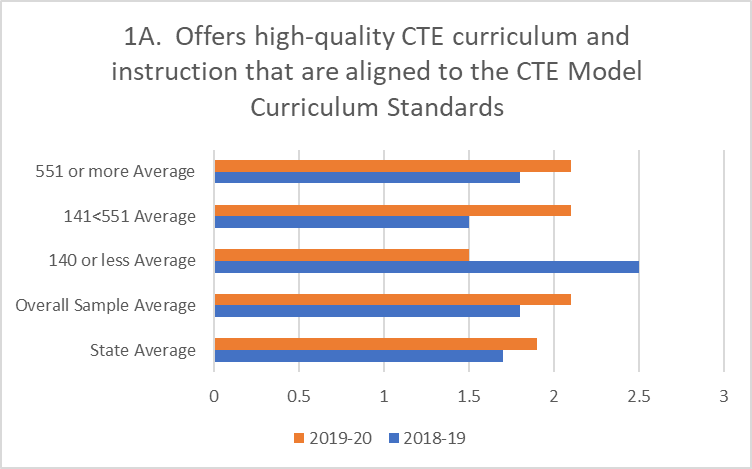 1A.  Offers high-quality CTE curriculum and
instruction that are aligned to the CTE Model
Curriculum Standards
551 or more Average
141<551 Average
140 or less Average
Overall Sample Average
State Average
0 0.5 1 1.5 2 2.5 3
2019-20 2018-19